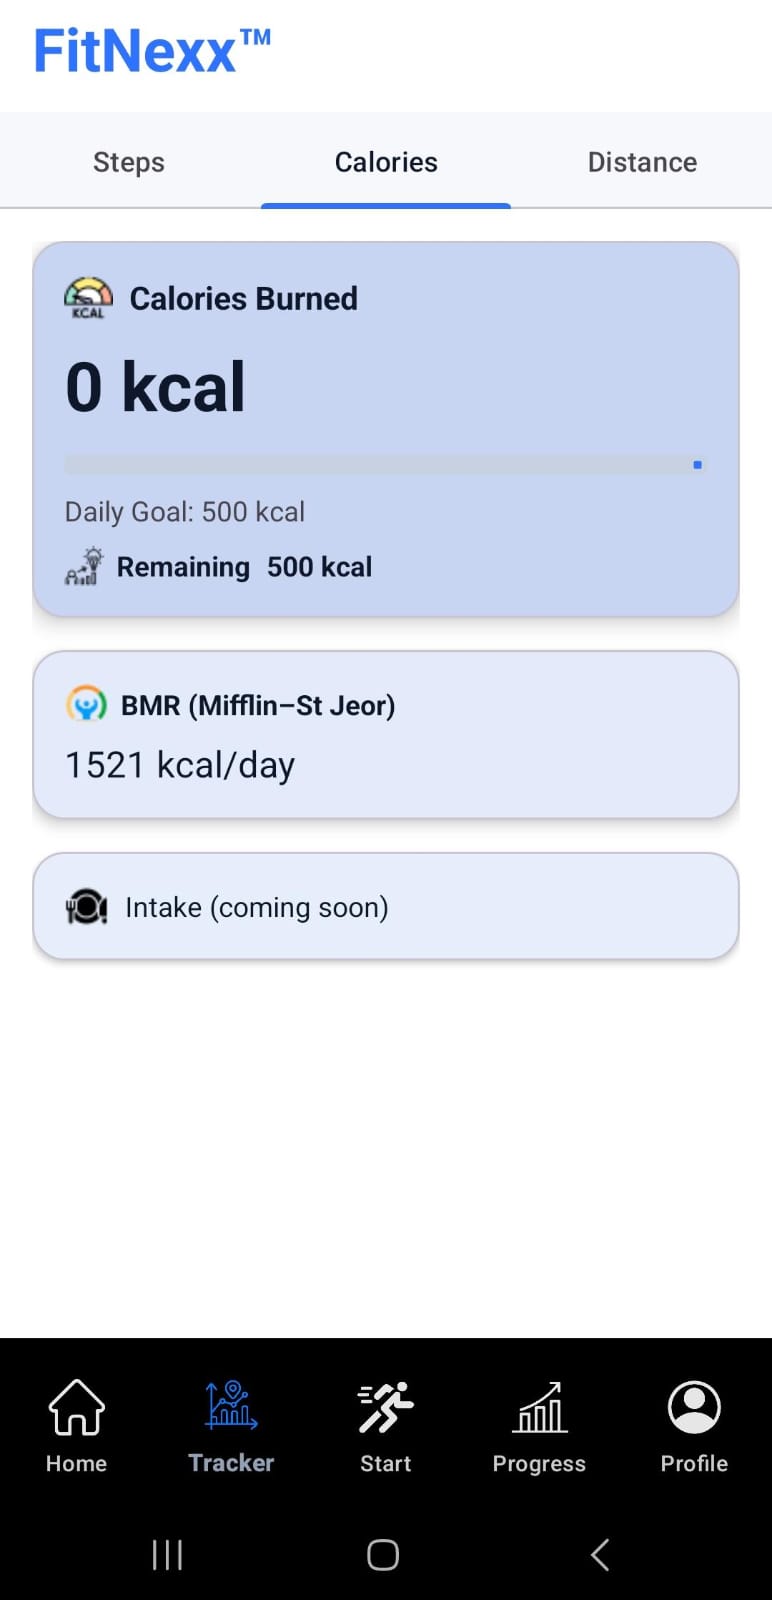 FitNexx™
Steps Calories Distance
KCAL Calories Burned
0 kcal
Daily Goal: 500 kcal
Remaining 500 kcal
BMR (Mifflin–St Jeor)
1521 kcal/day
Intake (coming soon)
Home Tracker Start Progress Profile